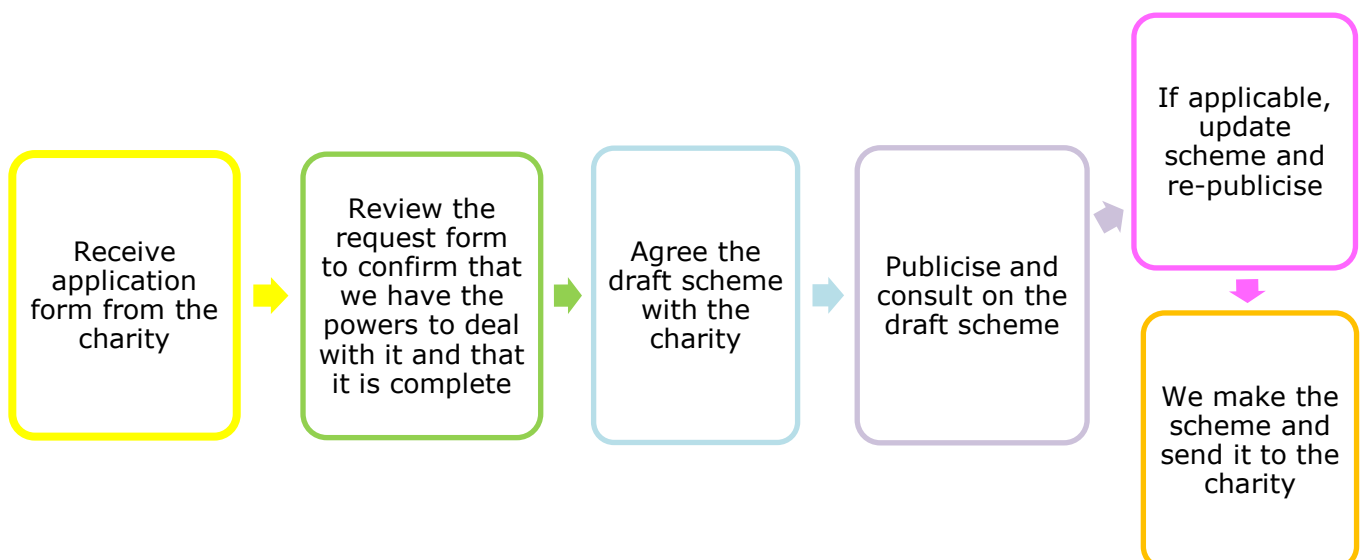 Receive
application
form from the
charity
Review the
request form
to confirm that
we have the
powers to deal
with it and that
it is complete
Agree the
draft scheme
with the
charity
Publicise and
consult on the
draft scheme
If applicable,
update
scheme and
re-publicise
We make the
scheme and
send it to the
charity